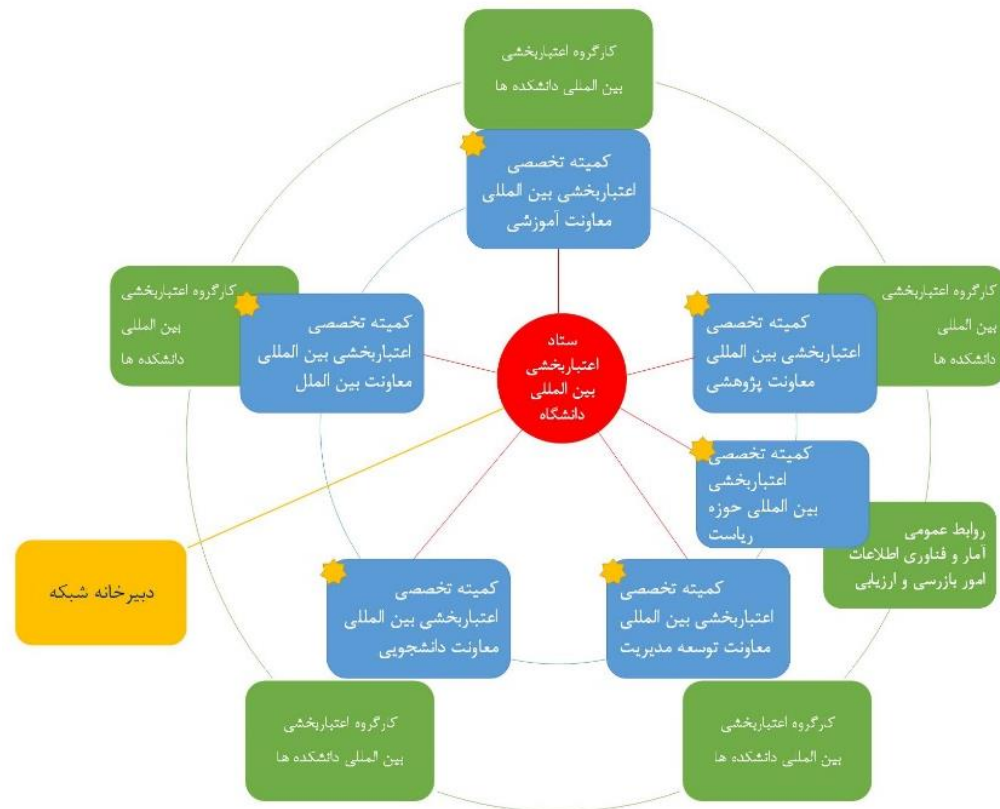 کارگروه اعتباربخشی
بین المللی دانشکده ها
کمیته تخصصی
اعتباربخشی بین المللی
معاونت آموزشی
کارگروه اعتباربخشی
بین المللی
دانشکده ها
کمیته تخصصی
اعتباربخشی بین المللی
معاونت پژوهشی
ستاد
اعتباربخشی
بین المللی
دانشگاه
کمیته تخصصی
اعتباربخشی بین المللی
معاونت بین الملل
کارگروه اعتباربخشی
بین المللی
دانشکده ها
کمیته تخصصی
اعتباربخشی
بین المللی حوزه
ریاست
روابط عمومی
آمار و فناوری اطلاعات
امور بازرسی و ارزیابی
کمیته تخصصی
اعتباربخشی بین المللی
معاونت توسعه مدیریت
کمیته تخصصی
اعتباربخشی بین المللی
معاونت دانشجویی
دبیرخانه شبکه
کارگروه اعتباربخشی
بین المللی دانشکده ها
کارگروه اعتباربخشی
بین المللی دانشکده ها